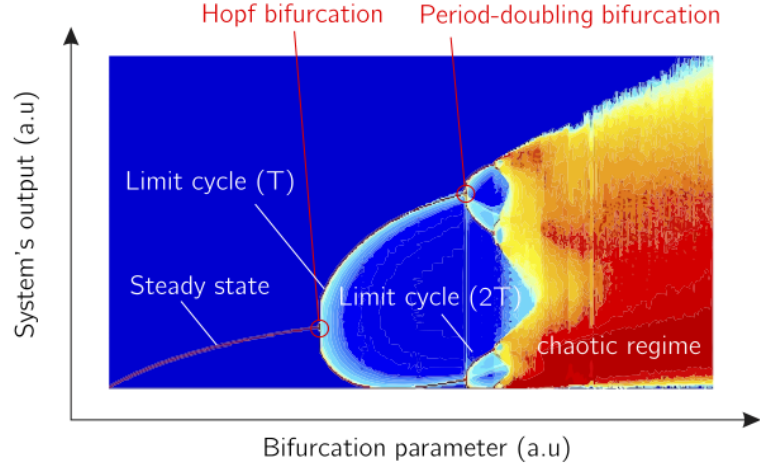 Hopf bifurcation
Period-doubling bifurcation
System's output (a.u)
Limit cycle (T)
Steady state
Limit cycle (2T)
chaotic regime
Bifurcation parameter (a.u)